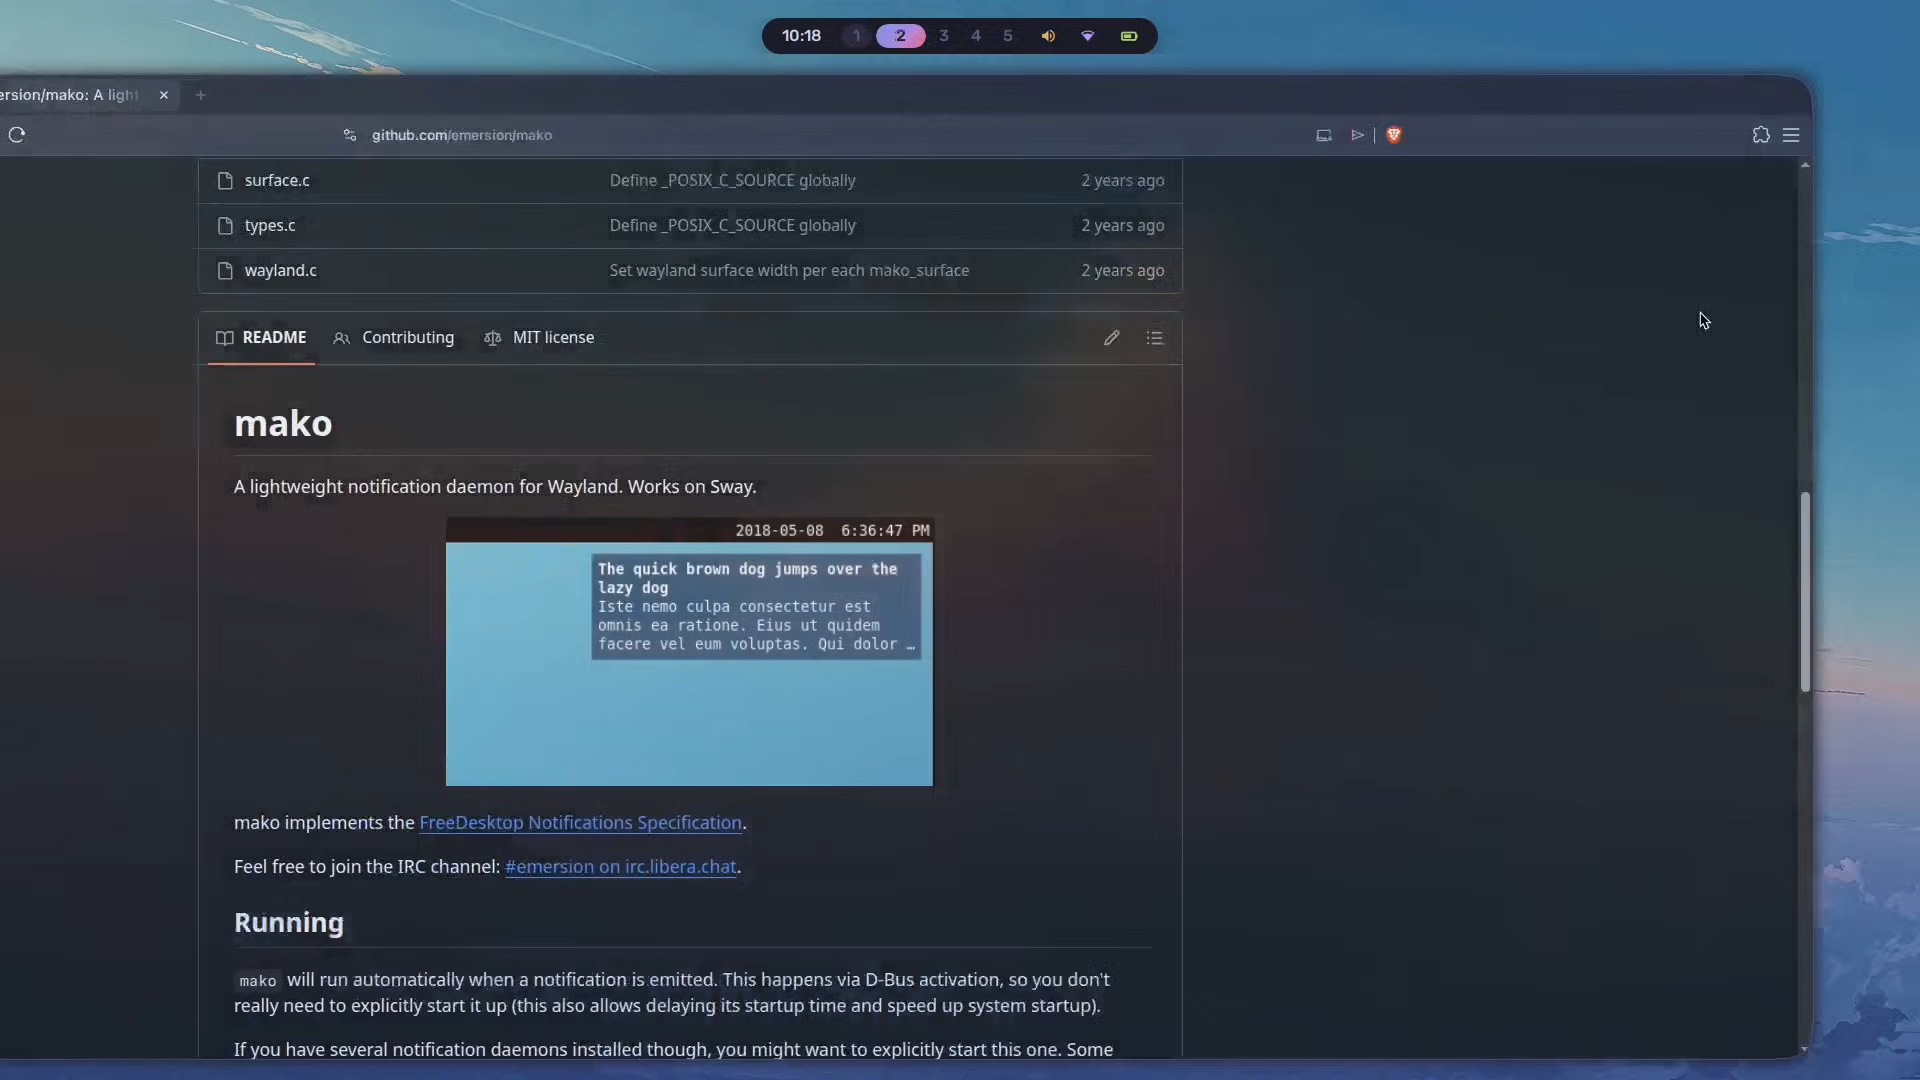 10:18 1 2 3 4 5
ersion/mako: A ligh
github.com/emersion/mako
surface.c Define _POSIX_C_SOURCE globally 2 years ago
types.c Define _POSIX_C_SOURCE globally 2 years ago
wayland.c Set wayland surface width per each mako_surface 2 years ago
README Contributing MIT license
mako
A lightweight notification daemon for Wayland. Works on Sway.
2018-05-08 6:36:47 PM
The quick brown dog jumps over the
lazy dog
Iste nemo culpa consectetur est
omnis ea ratione. Eius ut quidem
facere vel eum voluptas. Qui dolor …
mako implements the FreeDesktop Notifications Specification.
Feel free to join the IRC channel: #emersion on irc.libera.chat.
Running
mako will run automatically when a notification is emitted. This happens via D-Bus activation, so you don't
really need to explicitly start it up (this also allows delaying its startup time and speed up system startup).
If you have several notification daemons installed though, you might want to explicitly start this one. Some